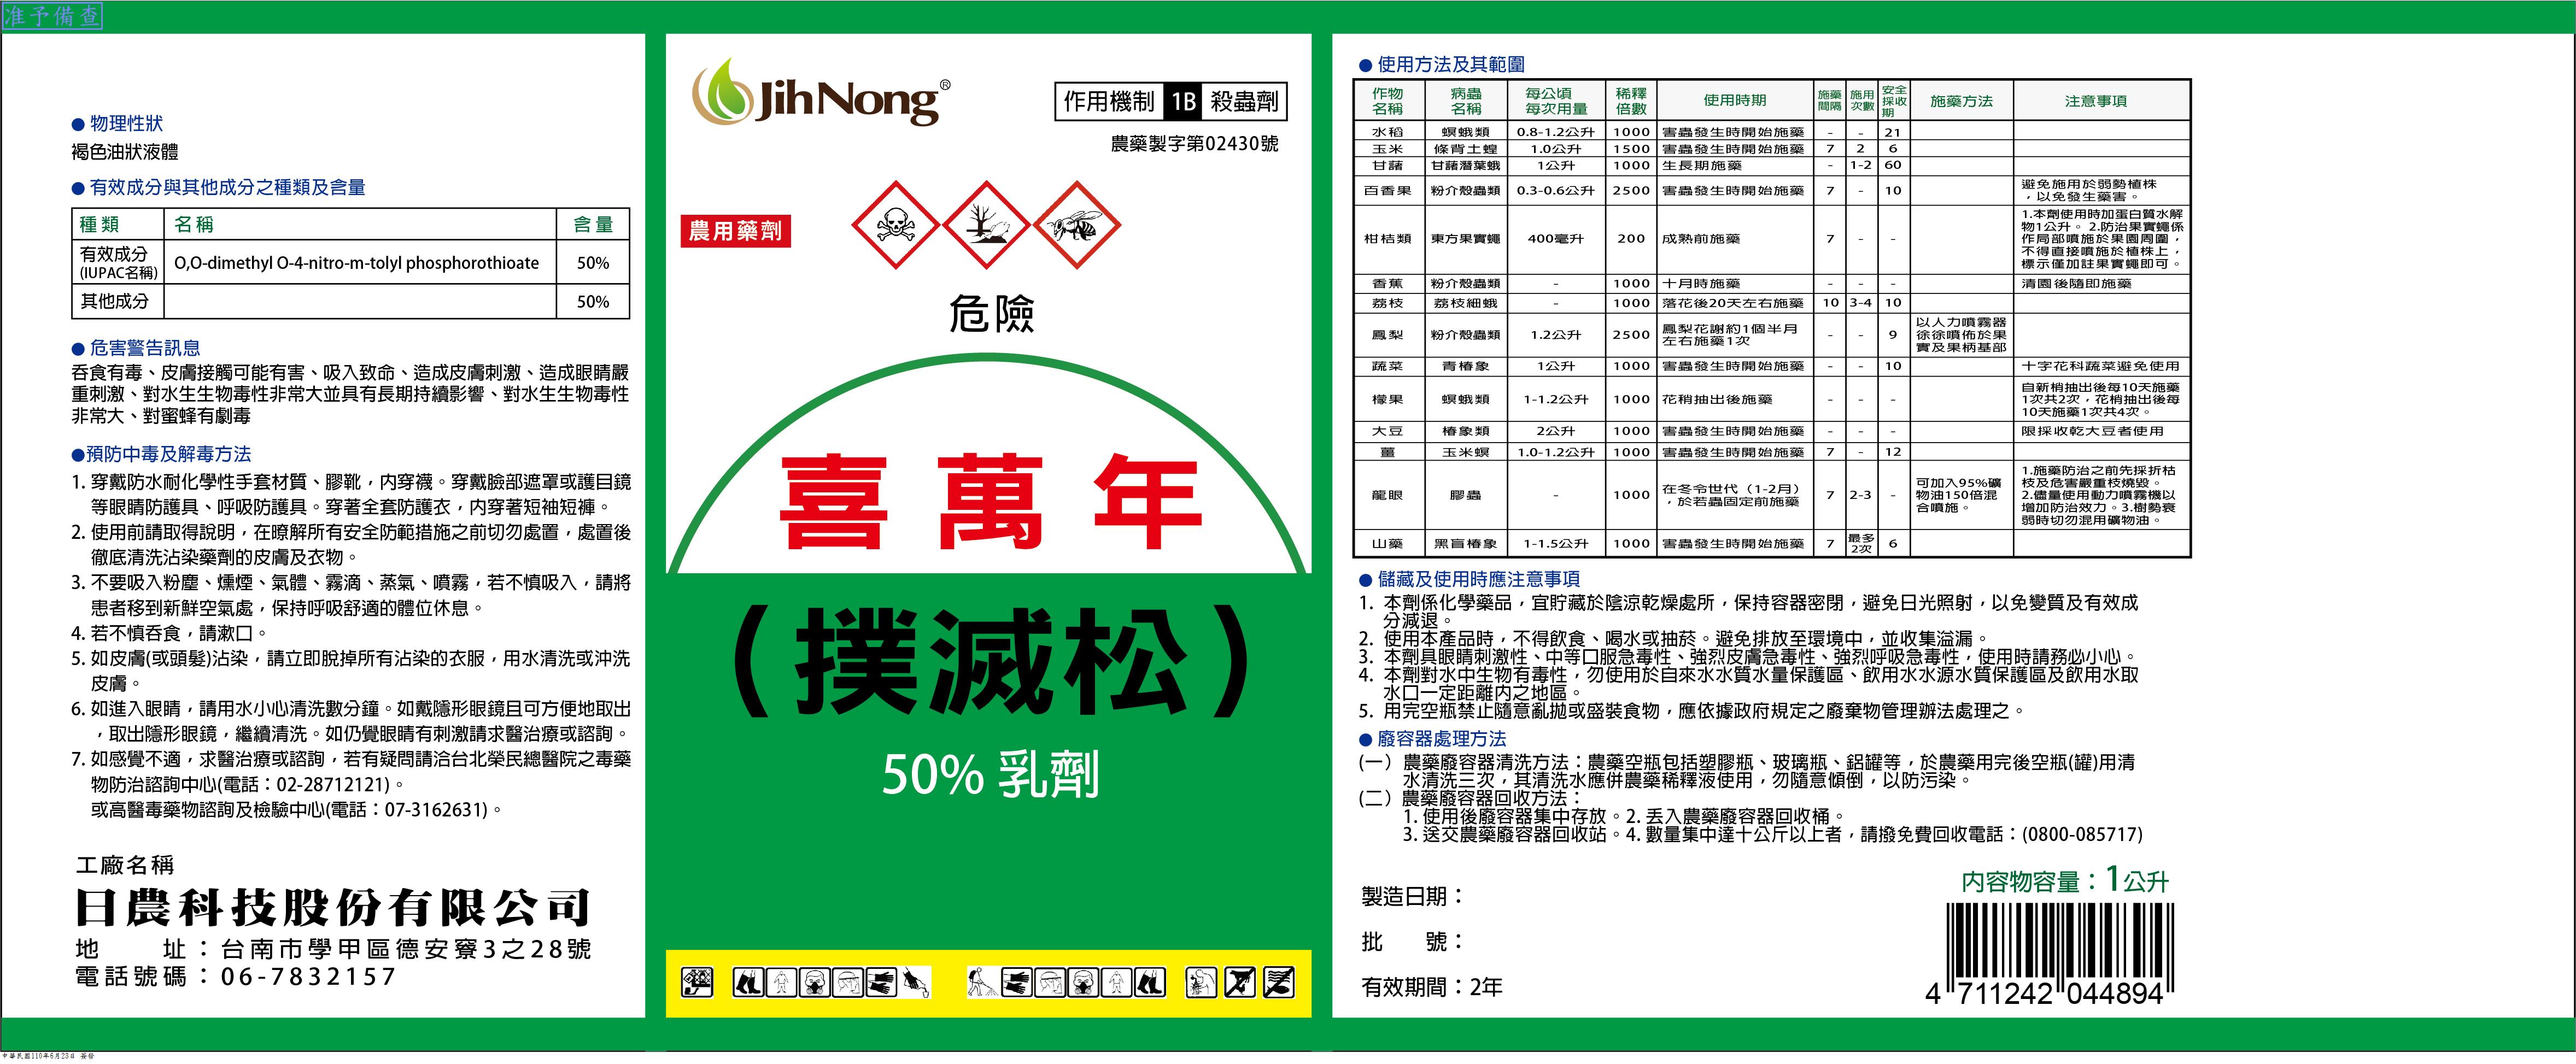 准予備查
● 物理性狀
褐色油狀液體
● 有效成分與其他成分之種類及含量
種類 名稱 含量
有效成分 (IUPAC名稱) O,O-dimethyl O-4-nitro-m-tolyl phosphorothioate 50%
其他成分 50%
● 危害警告訊息
吞食有毒、皮膚接觸可能有害、吸入致命、造成皮膚刺激、造成眼睛嚴
重刺激、對水生生物毒性非常大並具有長期持續影響、對水生生物毒性
非常大、對蜜蜂有劇毒
●預防中毒及解毒方法
1. 穿戴防水耐化學性手套材質、膠靴，內穿襪。穿戴臉部遮罩或護目鏡
等眼睛防護具、呼吸防護具。穿著全套防護衣，內穿著短袖短褲。
2. 使用前請取得說明，在瞭解所有安全防範措施之前切勿處置，處置後
徹底清洗沾染藥劑的皮膚及衣物。
3. 不要吸入粉塵、燻煙、氣體、霧滴、蒸氣、噴霧，若不慎吸入，請將
患者移到新鮮空氣處，保持呼吸舒適的體位休息。
4. 若不慎吞食，請漱口。
5. 如皮膚(或頭髮)沾染，請立即脫掉所有沾染的衣服，用水清洗或沖洗
皮膚。
6. 如進入眼睛，請用水小心清洗數分鐘。如戴隱形眼鏡且可方便地取出
，取出隱形眼鏡，繼續清洗。如仍覺眼睛有刺激請求醫治療或諮詢。
7. 如感覺不適，求醫治療或諮詢，若有疑問請洽台北榮民總醫院之毒藥
物防治諮詢中心(電話：02-28712121)。
或高醫毒藥物諮詢及檢驗中心(電話：07-3162631)。
工廠名稱
日農科技股份有限公司
地 址：台南市學甲區德安寮3之28號
電話號碼：06-7832157
JihNong®
作用機制 1B 殺蟲劑
農藥製字第02430號
農用藥劑
危險
喜萬年
（撲滅松）
50% 乳劑
● 使用方法及其範圍
作物名稱 病蟲名稱 每公頃每次用量 稀釋倍數 使用時期 施藥間隔 施用次數 安全採收期 施藥方法 注意事項
水稻 螟蛾類 0.8-1.2公升 1000 害蟲發生時開始施藥 - - 21
玉米 條背土蝗 1.0公升 1500 害蟲發生時開始施藥 7 2 6
甘藷 甘藷潛葉蛾 1公升 1000 生長期施藥 - 1-2 60
百香果 粉介殼蟲類 0.3-0.6公升 2500 害蟲發生時開始施藥 7 - 10 避免施用於弱勢植株，以免發生藥害。
柑桔類 東方果實蠅 400毫升 200 成熟前施藥 7 - - 1.本劑使用時加蛋白質水解物1公升。 2.防治果實蠅係作局部噴施於果園周圍，不得直接噴施於植株上，標示僅加註果實蠅即可。
香蕉 粉介殼蟲類 - 1000 十月時施藥 - - - 清園後隨即施藥
荔枝 荔枝細蛾 - 1000 落花後20天左右施藥 10 3-4 10
鳳梨 粉介殼蟲類 1.2公升 2500 鳳梨花謝約1個半月左右施藥1次 - - 9 以人力噴霧器徐徐噴佈於果實及果柄基部
蔬菜 青椿象 1公升 1000 害蟲發生時開始施藥 - - 10 十字花科蔬菜避免使用
檬果 螟蛾類 1-1.2公升 1000 花梢抽出後施藥 - - - 自新梢抽出後每10天施藥1次共2次，花梢抽出後每10天施藥1次共4次。
大豆 椿象類 2公升 1000 害蟲發生時開始施藥 - - - 限採收乾大豆者使用
薑 玉米螟 1.0-1.2公升 1000 害蟲發生時開始施藥 7 - 12
龍眼 膠蟲 - 1000 在冬令世代（1-2月），於若蟲固定前施藥 7 2-3 - 可加入95%礦物油150倍混合噴施。 1.施藥防治之前先採折枯枝及危害嚴重枝燒毀。2.儘量使用動力噴霧機以增加防治效力。3.樹勢衰弱時切勿混用礦物油。
山藥 黑盲椿象 1-1.5公升 1000 害蟲發生時開始施藥 7 最多2次 6
● 儲藏及使用時應注意事項
1. 本劑係化學藥品，宜貯藏於陰涼乾燥處所，保持容器密閉，避免日光照射，以免變質及有效成
分減退。
2. 使用本產品時，不得飲食、喝水或抽菸。避免排放至環境中，並收集溢漏。
3. 本劑具眼睛刺激性、中等口服急毒性、強烈皮膚急毒性、強烈呼吸急毒性，使用時請務必小心。
4. 本劑對水中生物有毒性，勿使用於自來水水質水量保護區、飲用水水源水質保護區及飲用水取
水口一定距離內之地區。
5. 用完空瓶禁止隨意亂拋或盛裝食物，應依據政府規定之廢棄物管理辦法處理之。
● 廢容器處理方法
(一）農藥廢容器清洗方法：農藥空瓶包括塑膠瓶、玻璃瓶、鋁罐等，於農藥用完後空瓶(罐)用清
水清洗三次，其清洗水應併農藥稀釋液使用，勿隨意傾倒，以防污染。
(二）農藥廢容器回收方法：
1. 使用後廢容器集中存放。2. 丟入農藥廢容器回收桶。
3. 送交農藥廢容器回收站。4. 數量集中達十公斤以上者，請撥免費回收電話：(0800-085717)
內容物容量：1公升
製造日期：
批 號：
有效期間：2年
4 711242 044894
中華民國110年6月23日 簽發